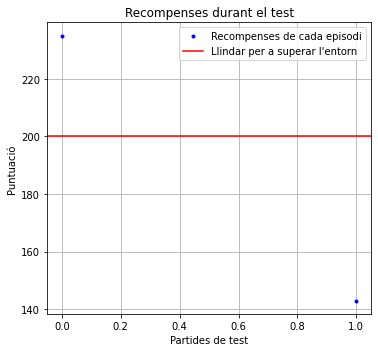 Recompenses durant el test
Recompenses de cada episodi
Llindar per a superar l'entorn
Puntuació
220
200
180
160
140
0.0 0.2 0.4 0.6 0.8 1.0
Partides de test